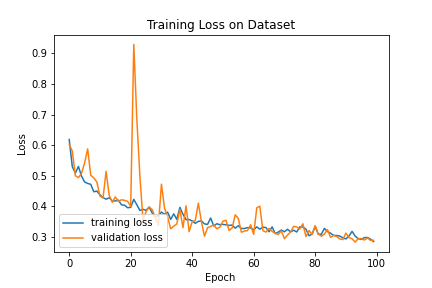 Training Loss on Dataset
0.9
0.8
0.7
0.6
0.5
0.4
0.3
Loss
training loss
validation loss
0 20 40 60 80 100
Epoch